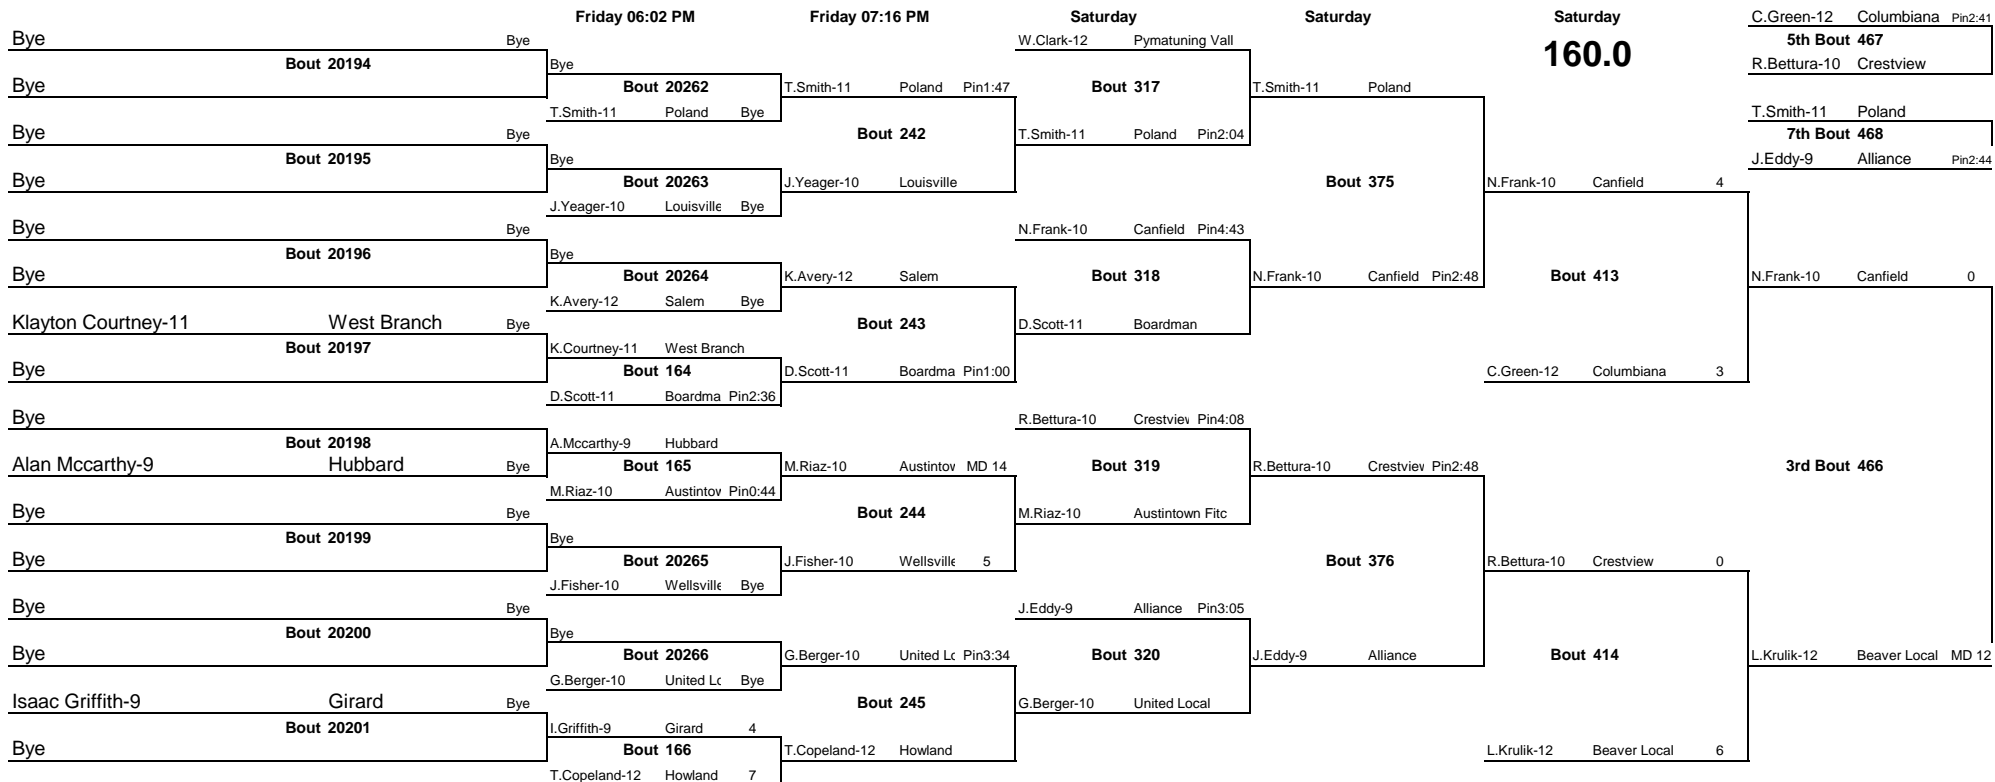 Friday 06:02 PM Friday 07:16 PM Saturday Saturday Saturday
160.0
Bye Bye
Bout 20194
Bye
Bye Bye
Bout 20195
Bye
Bye Bye
Bout 20196
Bye
Klayton Courtney-11 West Branch Bye
Bout 20197
Bye
Bye
Bout 20198
Alan Mccarthy-9 Hubbard Bye
Bye Bye
Bout 20199
Bye
Bye Bye
Bout 20200
Bye
Isaac Griffith-9 Girard Bye
Bout 20201
Bye
Bye
Bout 20262
T.Smith-11 Poland Bye
Bye
Bout 20263
J.Yeager-10 Louisville Bye
Bye
Bout 20264
K.Avery-12 Salem Bye
K.Courtney-11 West Branch
Bout 164
D.Scott-11 Boardma Pin2:36
A.Mccarthy-9 Hubbard
Bout 165
M.Riaz-10 Austintov Pin0:44
Bye
Bout 20265
J.Fisher-10 Wellsville Bye
Bye
Bout 20266
G.Berger-10 United Lc Bye
I.Griffith-9 Girard 4
Bout 166
T.Copeland-12 Howland 7
T.Smith-11 Poland Pin1:47
Bout 242
J.Yeager-10 Louisville
K.Avery-12 Salem
Bout 243
D.Scott-11 Boardma Pin1:00
M.Riaz-10 Austintov MD 14
Bout 244
J.Fisher-10 Wellsville 5
G.Berger-10 United Lc Pin3:34
Bout 245
T.Copeland-12 Howland
W.Clark-12 Pymatuning Vall
Bout 317
T.Smith-11 Poland Pin2:04
N.Frank-10 Canfield Pin4:43
Bout 318
D.Scott-11 Boardman
R.Bettura-10 Crestview Pin4:08
Bout 319
M.Riaz-10 Austintown Fitc
J.Eddy-9 Alliance Pin3:05
Bout 320
G.Berger-10 United Local
T.Smith-11 Poland
Bout 375
N.Frank-10 Canfield Pin2:48
R.Bettura-10 Crestview Pin2:48
Bout 376
J.Eddy-9 Alliance
N.Frank-10 Canfield 4
Bout 413
C.Green-12 Columbiana 3
R.Bettura-10 Crestview 0
Bout 414
L.Krulik-12 Beaver Local 6
C.Green-12 Columbiana Pin2:41
5th Bout 467
R.Bettura-10 Crestview
T.Smith-11 Poland
7th Bout 468
J.Eddy-9 Alliance Pin2:44
N.Frank-10 Canfield 0
3rd Bout 466
L.Krulik-12 Beaver Local MD 12